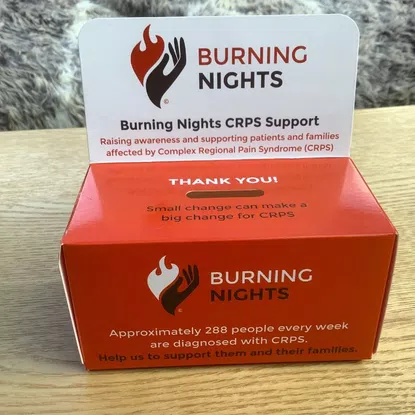 BURNING
NIGHTS
Burning Nights CRPS Support
Raising awareness and supporting patients and families
affected by Complex Regional Pain Syndrome (CRPS)
THANK YOU!
Small change can make a
big change for CRPS
BURNING
NIGHTS
Approximately 288 people every week
are diagnosed with CRPS.
Help us to support them and their families.